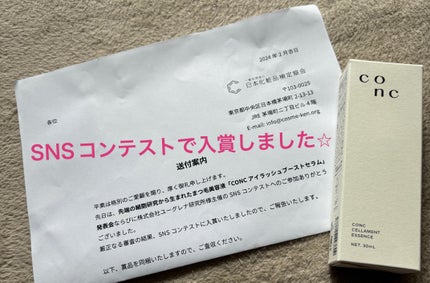 2024年2月吉日
一般社団法人
日本化粧品検定協会
〒103-0025
東京都中央区日本橋茅場町 2-13-13
JRE 茅場町二丁目ビル 4 階
E-mail: info@cosme-ken.org
各位
SNSコンテストで入賞しました☆
送付案内
平素は格別のご愛顧を賜り、厚く御礼申し上げます。
先日は、先端の細胞研究から生まれたまつ毛美容液「CONC アイラッシュブーストセラム」
発表会ならびに株式会社ユーグレナ研究所様主催のSNSコンテストへのご参加ありがとう
ございました。
厳正なる審査の結果、SNSコンテストに入賞いたしましたので、ご報告いたします。
以下、賞品を同梱いたしますので、ご査収ください。
co
nc
CONC
CELLAMENT
ESSENCE
NET. 30mL